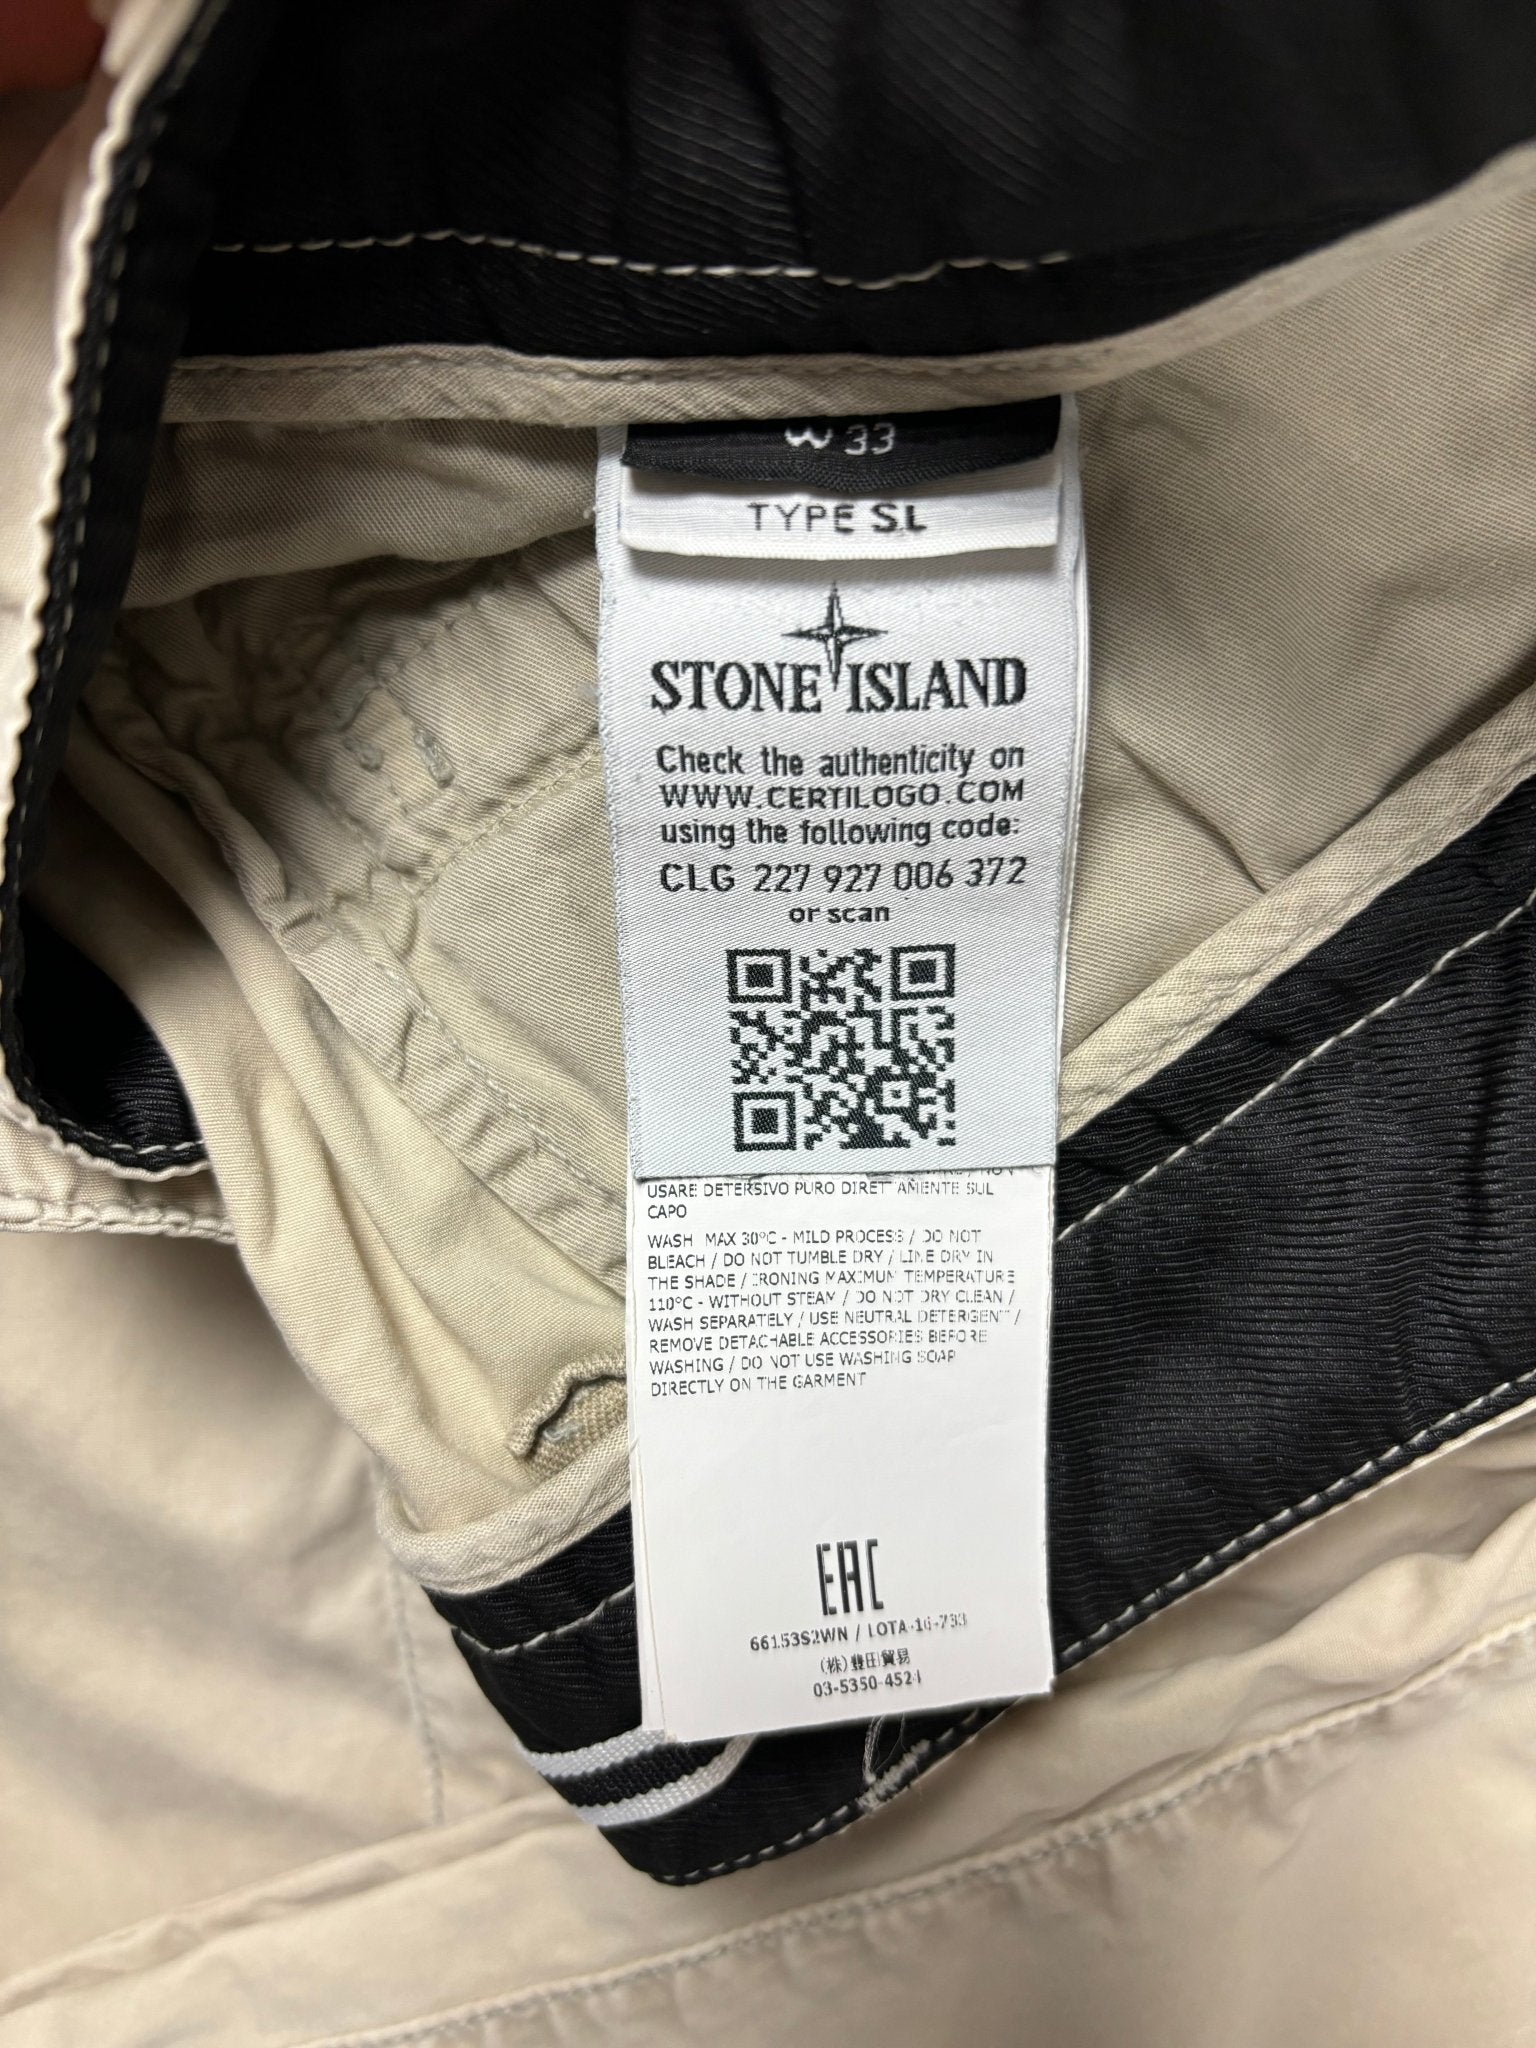 W 33
TYPE SL
STONE ISLAND
Check the authenticity on
WWW.CERTILOGO.COM
using the following code:
CLG 227 927 006 372
or scan
USARE DETERSIVO PURO DIRETTAMENTE SUL
CAPO
WASH MAX 30°C - MILD PROCESS / DO NOT
BLEACH / DO NOT TUMBLE DRY / LINE DRY IN
THE SHADE / IRONING MAXIMUM TEMPERATURE
110°C - WITHOUT STEAM / DO NOT DRY CLEAN /
WASH SEPARATELY / USE NEUTRAL DETERGENT /
REMOVE DETACHABLE ACCESSORIES BEFORE
WASHING / DO NOT USE WASHING SOAP
DIRECTLY ON THE GARMENT
EAC
66153S2WN / LOTA-16-733
(株)豊田貿易
03-5350-4521